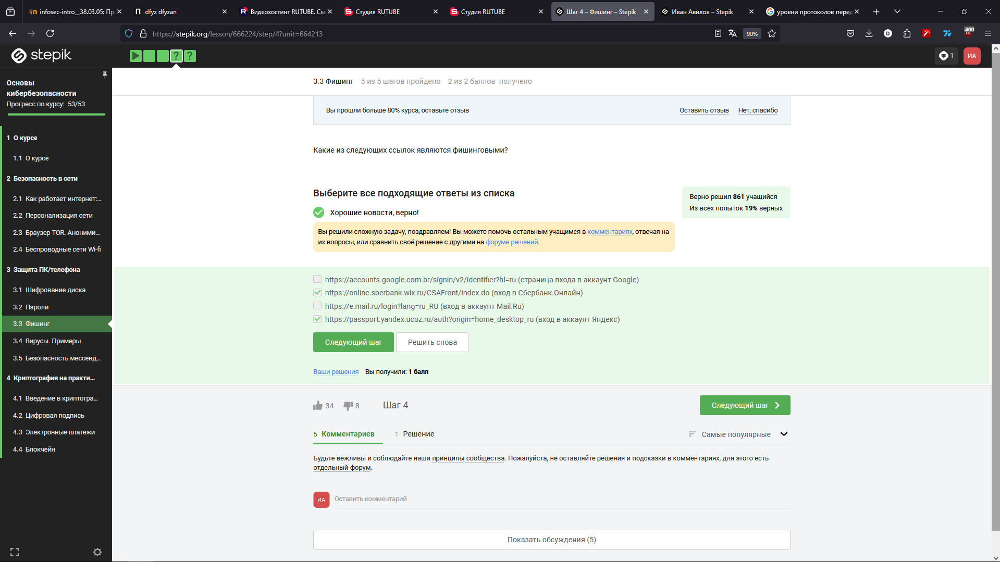 infosec-intro__38.03.05: Пр
dfyz dfyzan
Видеохостинг RUTUBE. См
Студия RUTUBE
Студия RUTUBE
Шаг 4 – Фишинг – Stepik
Иван Авилов – Stepik
уровни протоколов перед
https://stepik.org/lesson/666224/step/4?unit=664213
90%
400
stepik
1
ИА
Основы
кибербезопасности
Прогресс по курсу: 53/53
1 О курсе
1.1 О курсе
2 Безопасность в сети
2.1 Как работает интернет:...
2.2 Персонализация сети
2.3 Браузер TOR. Аноними...
2.4 Беспроводные сети Wi-fi
3 Защита ПК/телефона
3.1 Шифрование диска
3.2 Пароли
3.3 Фишинг
3.4 Вирусы. Примеры
3.5 Безопасность мессенд...
4 Криптография на практи...
4.1 Введение в криптогра...
4.2 Цифровая подпись
4.3 Электронные платежи
4.4 Блокчейн
3.3 Фишинг 5 из 5 шагов пройдено 2 из 2 баллов получено
Вы прошли больше 80% курса, оставьте отзыв
Оставить отзыв Нет, спасибо
Какие из следующих ссылок являются фишинговыми?
Выберите все подходящие ответы из списка
Верно решил 861 учащийся
Из всех попыток 19% верных
Хорошие новости, верно!
Вы решили сложную задачу, поздравляем! Вы можете помочь остальным учащимся в комментариях, отвечая на
их вопросы, или сравнить своё решение с другими на форуме решений.
https://accounts.google.com.br/signin/v2/identifier?hl=ru (страница входа в аккаунт Google)
https://online.sberbank.wix.ru/CSAFront/index.do (вход в Сбербанк.Онлайн)
https://e.mail.ru/login?lang=ru_RU (вход в аккаунт Mail.Ru)
https://passport.yandex.ucoz.ru/auth?origin=home_desktop_ru (вход в аккаунт Яндекс)
Следующий шаг
Решить снова
Ваши решения Вы получили: 1 балл
34
8
Шаг 4
Следующий шаг
5 Комментариев
1 Решение
Самые популярные
Будьте вежливы и соблюдайте наши принципы сообщества. Пожалуйста, не оставляйте решения и подсказки в комментариях, для этого есть
отдельный форум.
ИА
Оставить комментарий
Показать обсуждения (5)